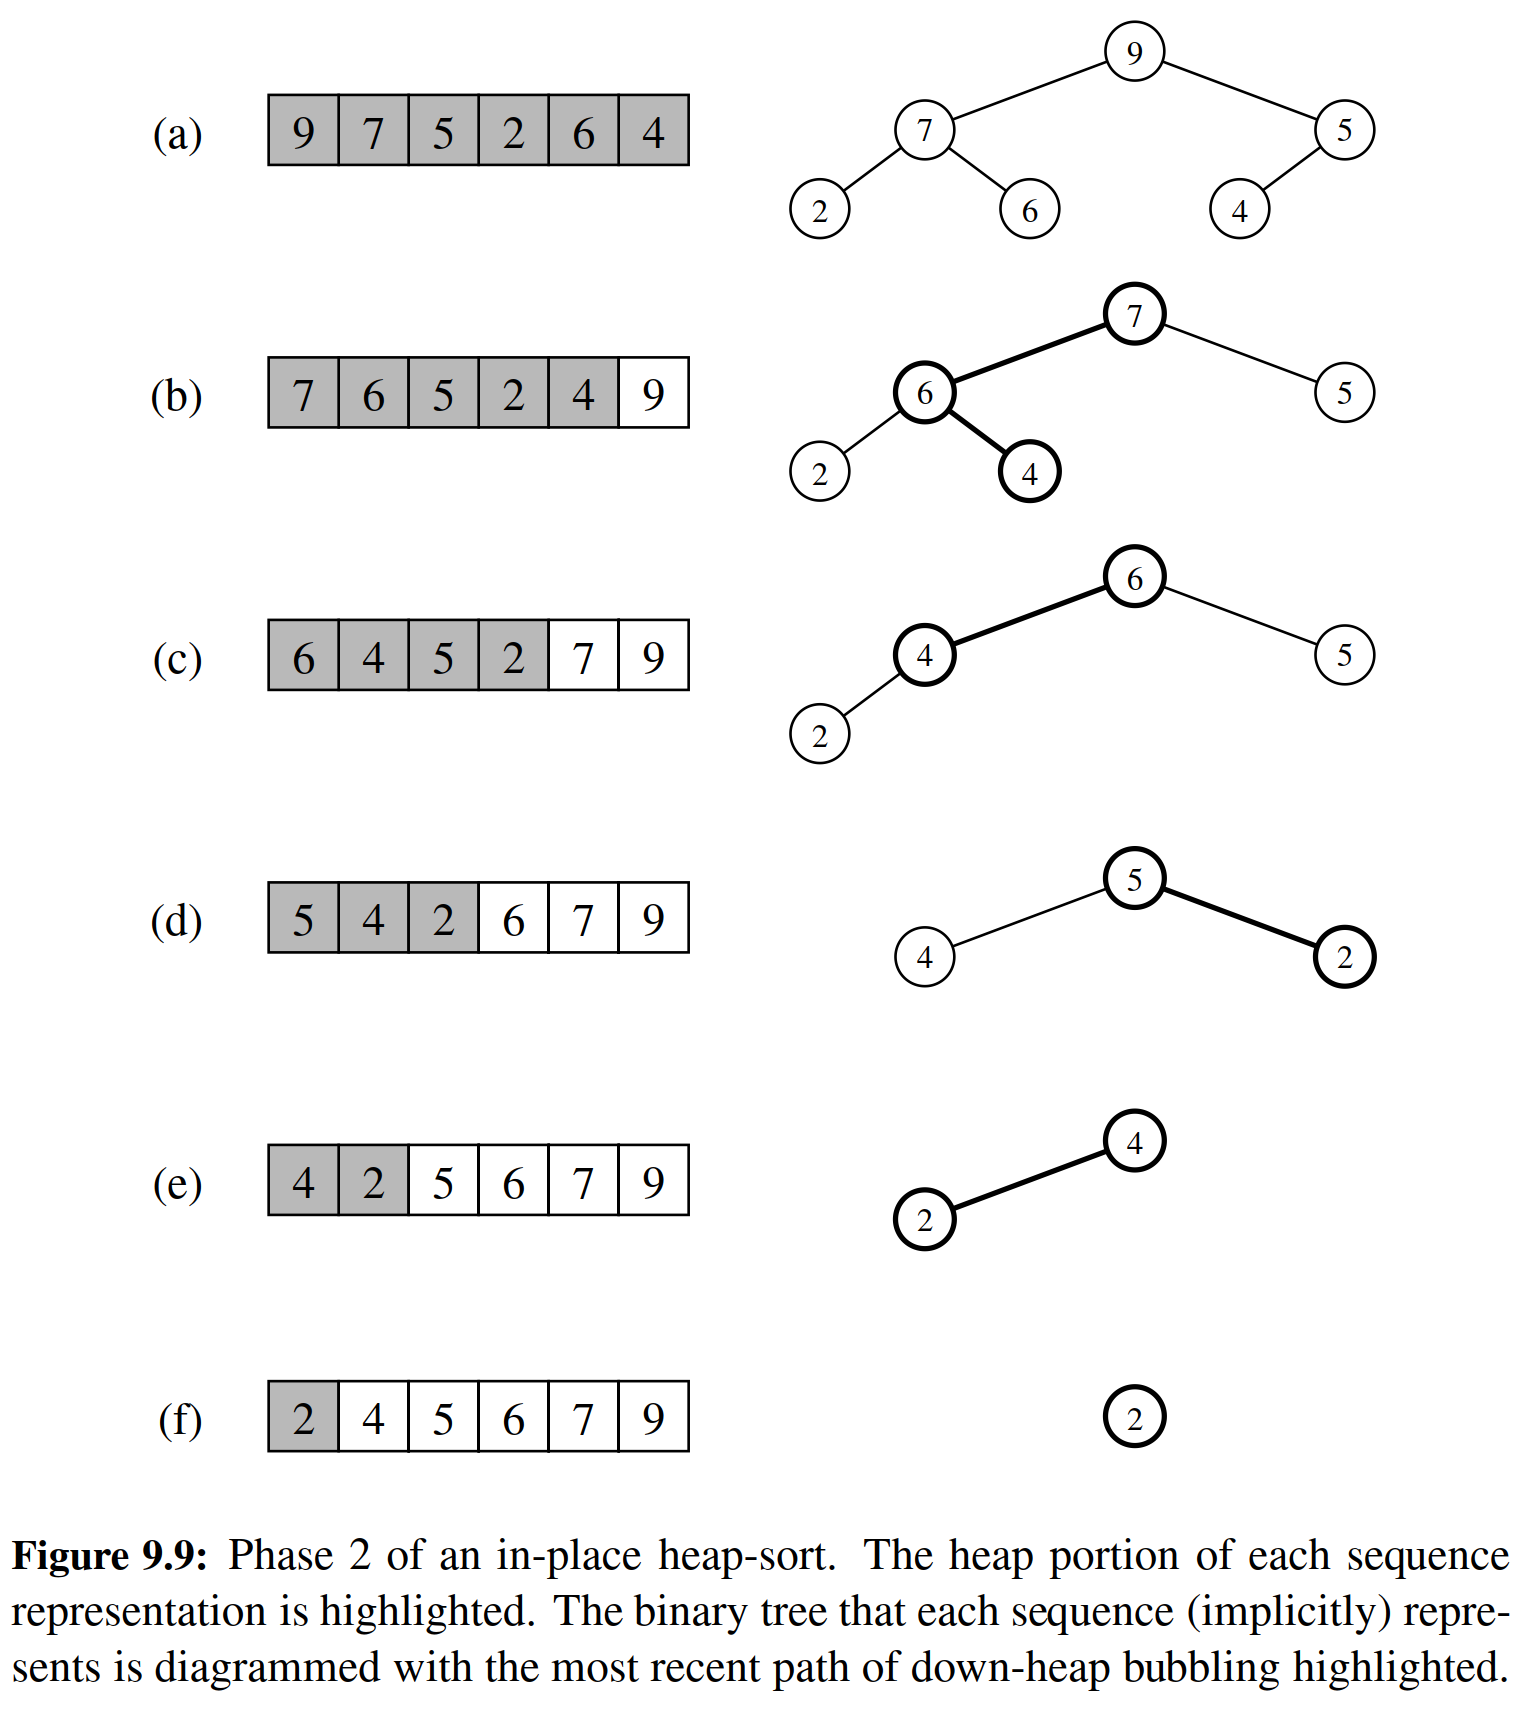 9
(a) 9 7 5 2 6 4
7 5
2 6 4
7
(b) 7 6 5 2 4 9
6 5
2 4
6
(c) 6 4 5 2 7 9
4 5
2
5
(d) 5 4 2 6 7 9
4 2
4
(e) 4 2 5 6 7 9
2
(f) 2 4 5 6 7 9
2
Figure 9.9: Phase 2 of an in-place heap-sort. The heap portion of each sequence
representation is highlighted. The binary tree that each sequence (implicitly) repre-
sents is diagrammed with the most recent path of down-heap bubbling highlighted.